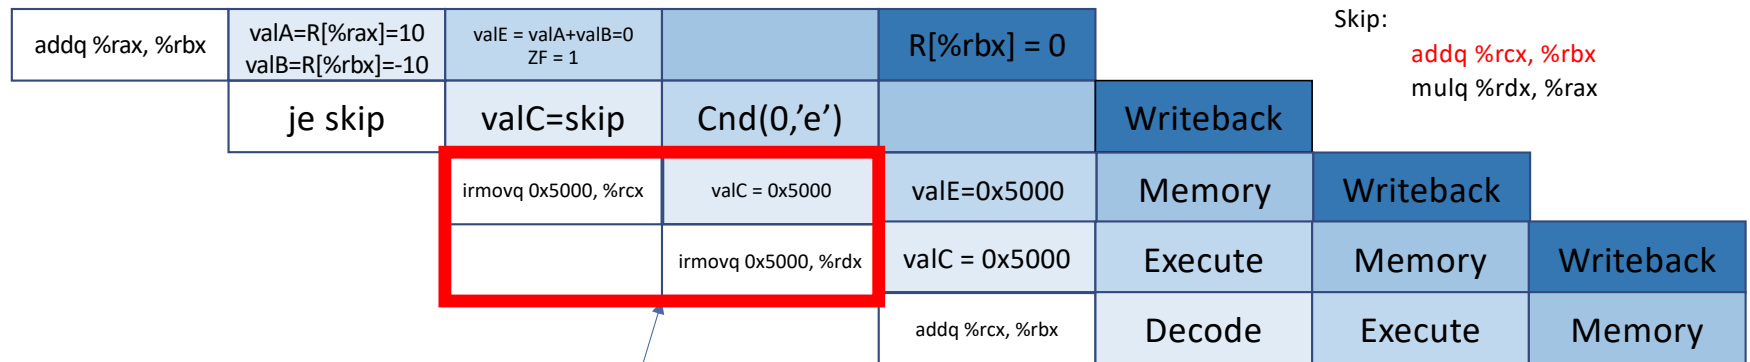 addq %rax, %rbx
valA=R[%rax]=10
valB=R[%rbx]=-10
valE = valA+valB=0
ZF = 1
R[%rbx] = 0
Skip:
addq %rcx, %rbx
mulq %rdx, %rax
je skip
valC=skip
Cnd(0,’e’)
Writeback
irmovq 0x5000, %rcx
valC = 0x5000
valE=0x5000
Memory
Writeback
irmovq 0x5000, %rdx
valC = 0x5000
Execute
Memory
Writeback
addq %rcx, %rbx
Decode
Execute
Memory